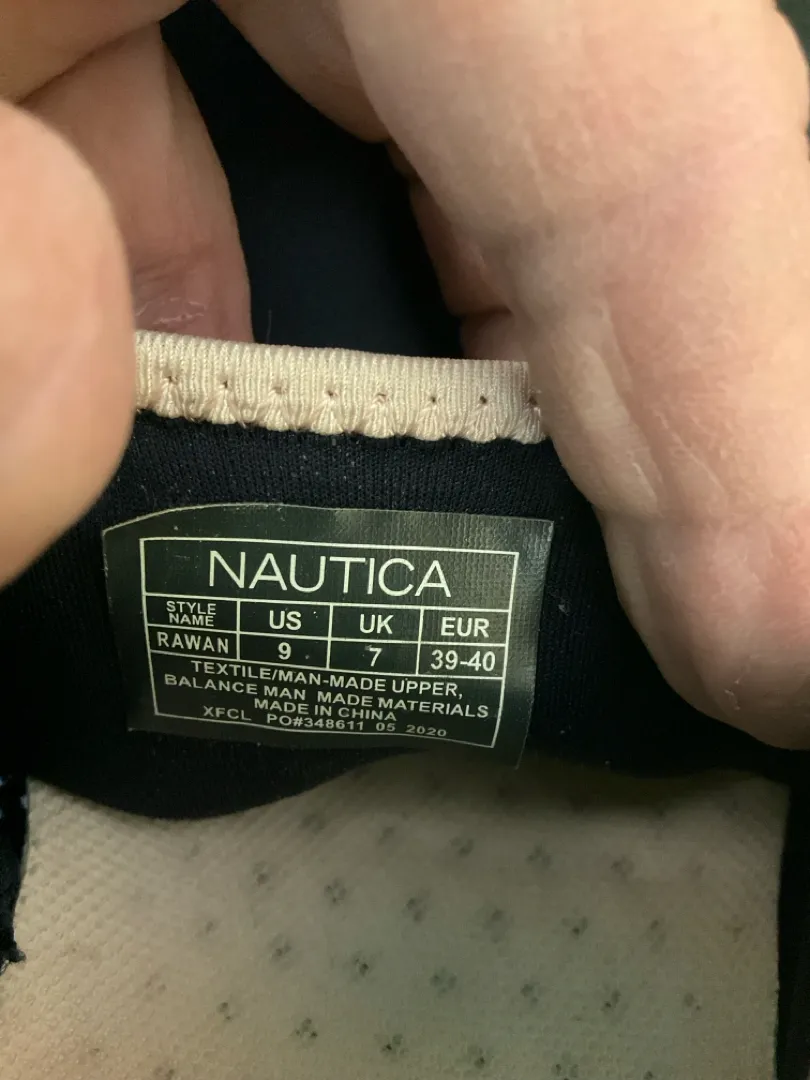 NAUTICA
STYLE NAME US UK EUR
RAWAN 9 7 39-40
TEXTILE/MAN-MADE UPPER,
BALANCE MAN MADE MATERIALS
MADE IN CHINA
XFCL PO#348611 05 2020